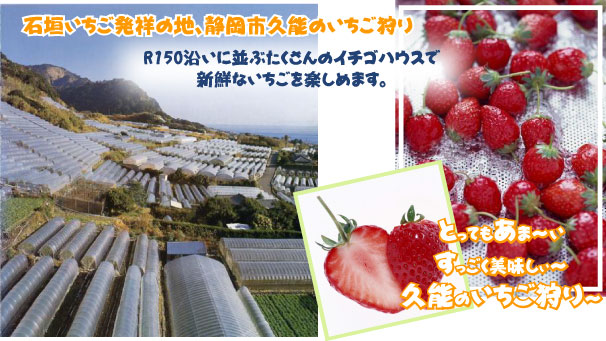 石垣いちご発祥の地、静岡市久能のいちご狩り
R150沿いに並ぶたくさんのイチゴハウスで
新鮮ないちごを楽しめます。
とってもあま～い
すっごく美味しぃ～
久能のいちご狩り～